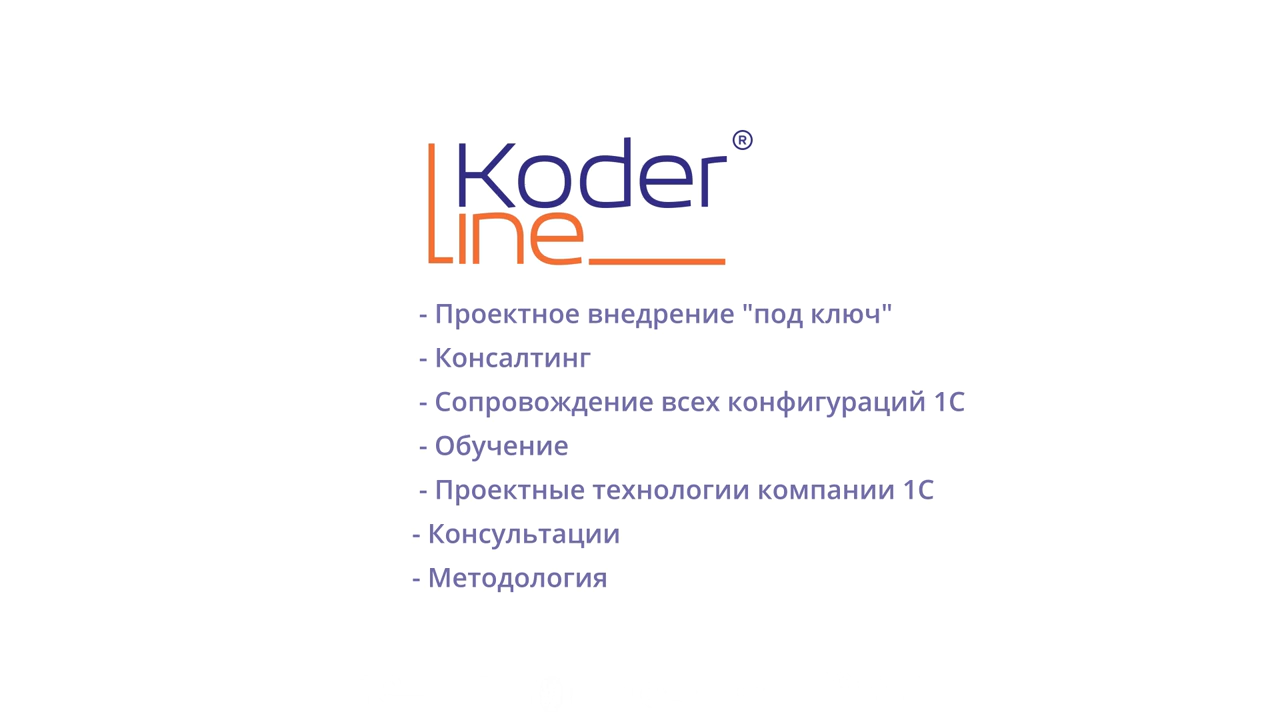 Koder®
Line
- Проектное внедрение "под ключ"
- Консалтинг
- Сопровождение всех конфигураций 1С
- Обучение
- Проектные технологии компании 1С
- Консультации
- Методология